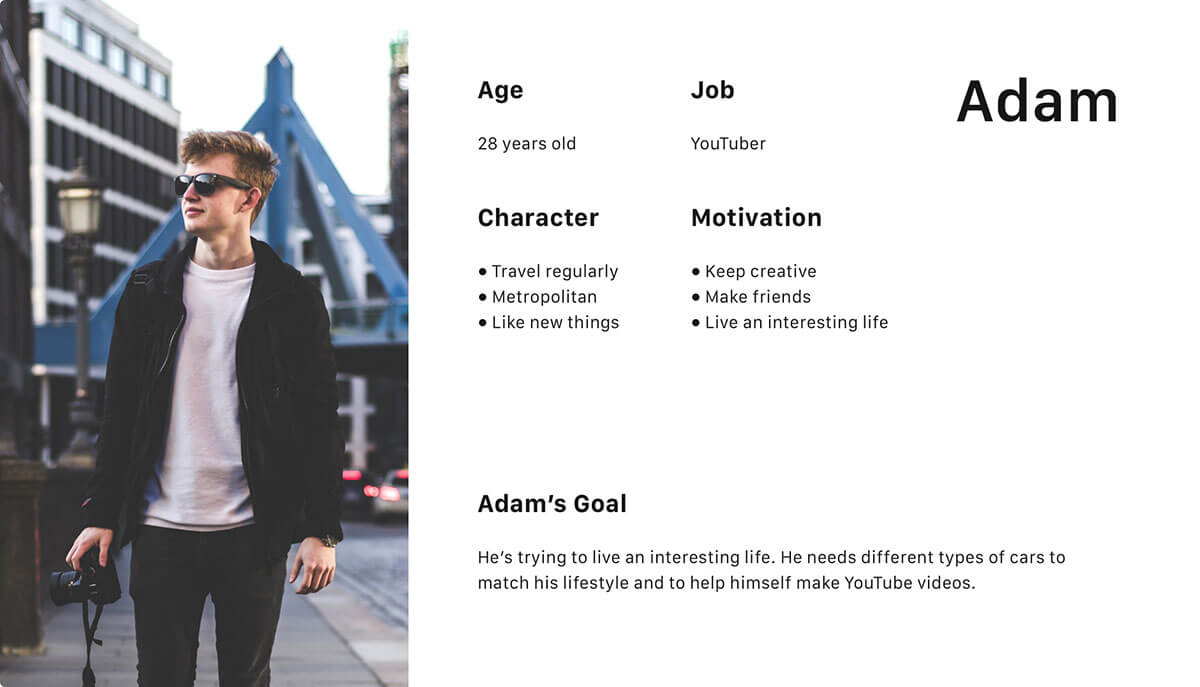 Adam
Age
28 years old
Job
YouTuber
Character
● Travel regularly
● Metropolitan
● Like new things
Motivation
● Keep creative
● Make friends
● Live an interesting life
Adam’s Goal
He’s trying to live an interesting life. He needs different types of cars to
match his lifestyle and to help himself make YouTube videos.